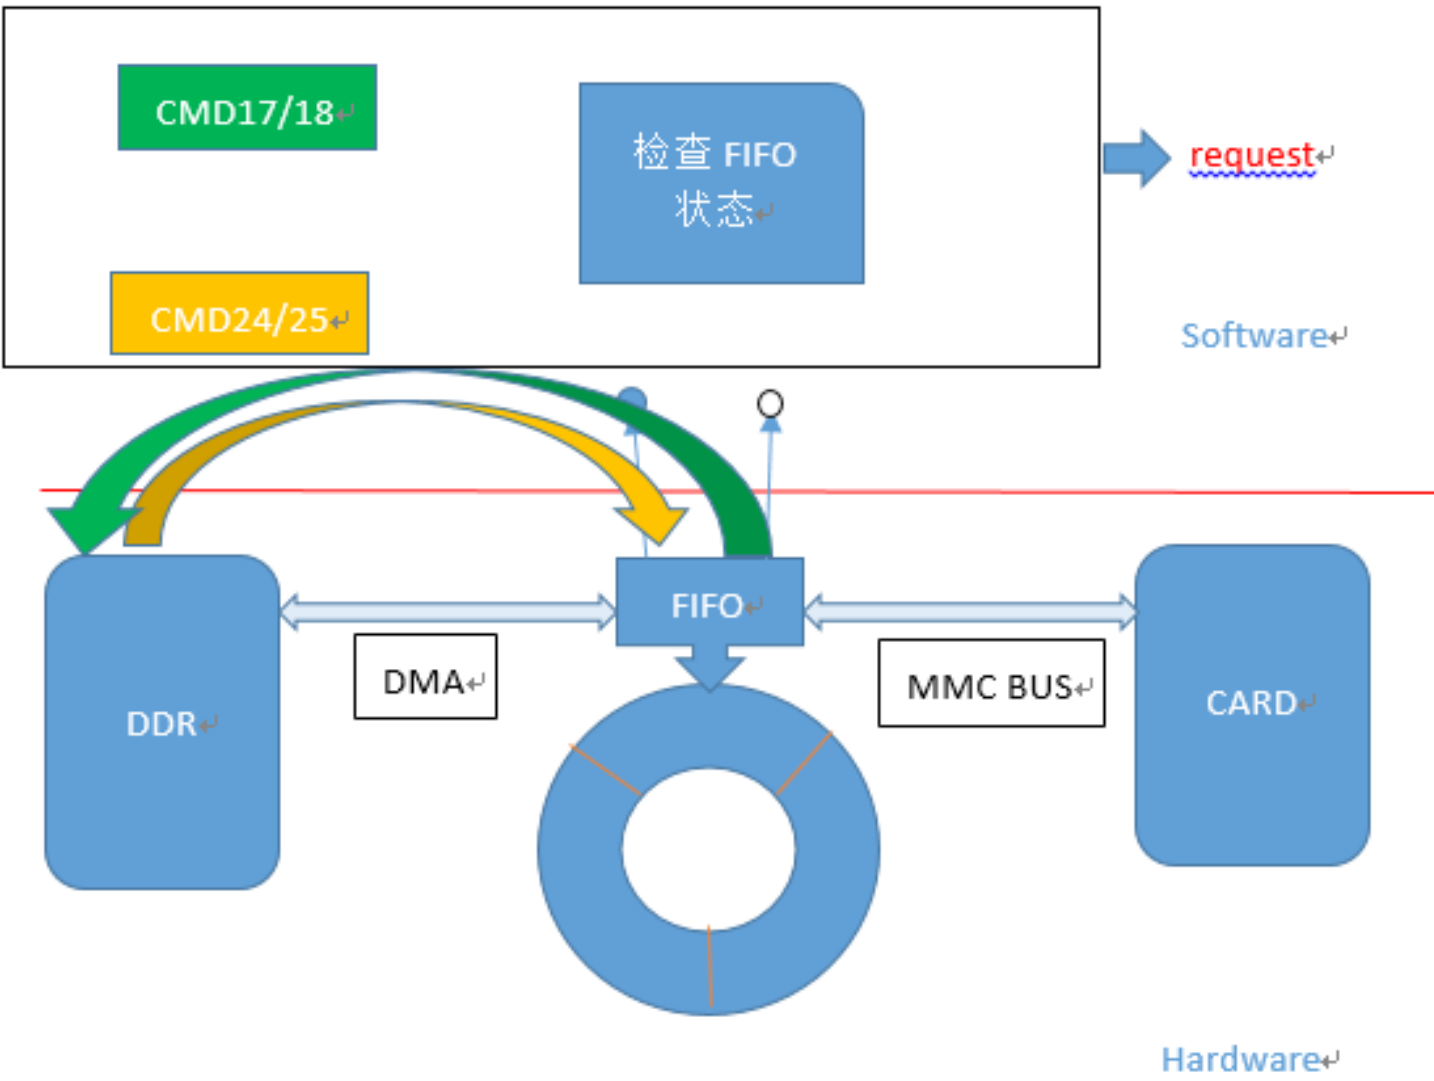 CMD17/18
检查 FIFO
状态
request
CMD24/25
Software
FIFO
DMA
MMC BUS
DDR
CARD
Hardware